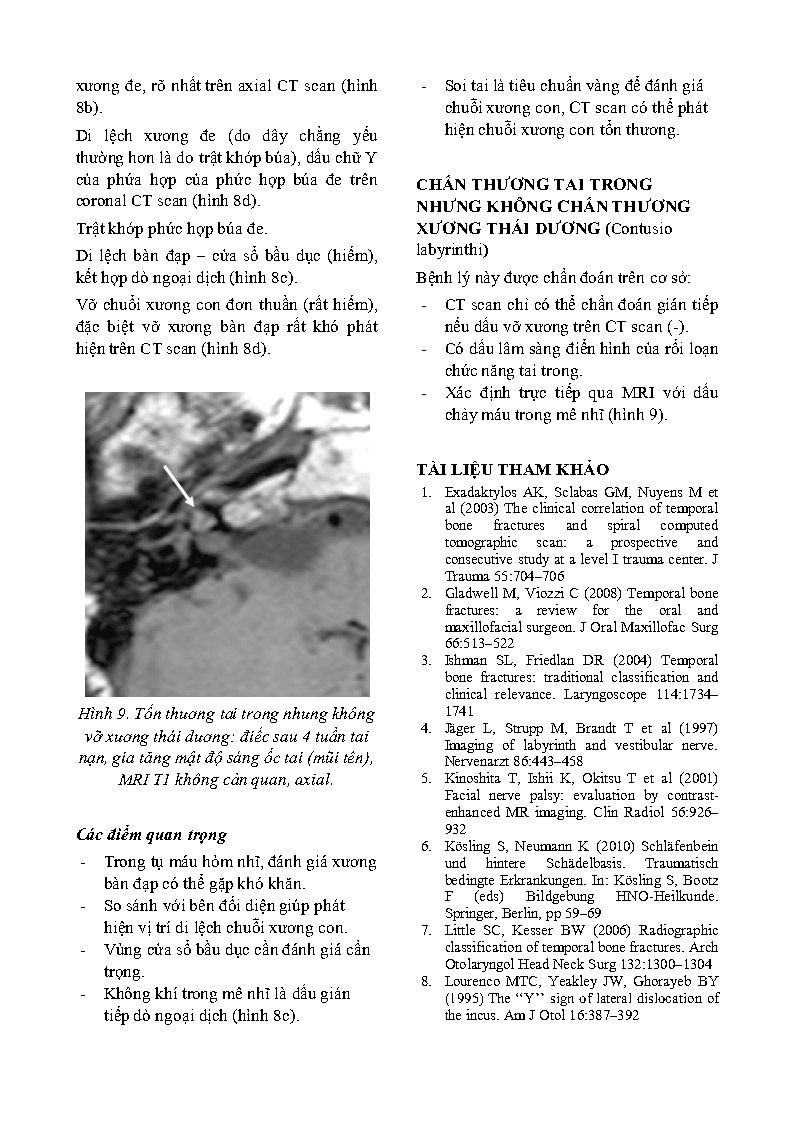 xương đe, rõ nhất trên axial CT scan (hình
8b).
Di lệch xương đe (do dây chằng yếu
thường hơn là do trật khớp búa), dấu chữ Y
của phứa hợp của phức hợp búa đe trên
coronal CT scan (hình 8d).
Trật khớp phức hợp búa đe.
Di lệch bàn đạp – cửa sổ bầu dục (hiếm),
kết hợp dò ngoại dịch (hình 8c).
Vỡ chuổi xương con đơn thuần (rất hiếm),
đặc biệt vỡ xương bàn đạp rất khó phát
hiện trên CT scan (hình 8d).
Hình 9. Tổn thuơng tai trong nhung không
vỡ xuơng thái duơng: điếc sau 4 tuần tai
nạn, gia tăng mật độ sáng ốc tai (mũi tên),
MRI T1 không cản quan, axial.
Các điểm quan trọng
- Trong tụ máu hòm nhĩ, đánh giá xương
bàn đạp có thể gặp khó khăn.
- So sánh với bên đối diện giúp phát
hiện vị trí di lệch chuỗi xương con.
- Vùng cửa sổ bầu dục cần đánh giá cẩn
trọng.
- Không khí trong mê nhĩ là dấu gián
tiếp dò ngoại dịch (hình 8c).
- Soi tai là tiêu chuẩn vàng để đánh giá
chuỗi xương con, CT scan có thể phát
hiện chuỗi xương con tổn thương.
CHẤN THƯƠNG TAI TRONG
NHƯNG KHÔNG CHẤN THƯƠNG
XƯƠNG THÁI DƯƠNG (Contusio
labyrinthi)
Bệnh lý này được chẩn đoán trên cơ sở:
- CT scan chỉ có thể chẩn đoán gián tiếp
nếu dấu vỡ xương trên CT scan (-).
- Có dấu lâm sàng điển hình của rối loạn
chức năng tai trong.
- Xác định trực tiếp qua MRI với dấu
chảy máu trong mê nhĩ (hình 9).
TÀI LIỆU THAM KHẢO
1. Exadaktylos AK, Sclabas GM, Nuyens M et
al (2003) The clinical correlation of temporal
bone fractures and spiral computed
tomographic scan: a prospective and
consecutive study at a level I trauma center. J
Trauma 55:704–706
2. Gladwell M, Viozzi C (2008) Temporal bone
fractures: a review for the oral and
maxillofacial surgeon. J Oral Maxillofac Surg
66:513–522
3. Ishman SL, Friedlan DR (2004) Temporal
bone fractures: traditional classification and
clinical relevance. Laryngoscope 114:1734–
1741
4. Jäger L, Strupp M, Brandt T et al (1997)
Imaging of labyrinth and vestibular nerve.
Nervenarzt 86:443–458
5. Kinoshita T, Ishii K, Okitsu T et al (2001)
Facial nerve palsy: evaluation by contrast-
enhanced MR imaging. Clin Radiol 56:926–
932
6. Kösling S, Neumann K (2010) Schläfenbein
und hintere Schädelbasis. Traumatisch
bedingte Erkrankungen. In: Kösling S, Bootz
F (eds) Bildgebung HNO-Heilkunde.
Springer, Berlin, pp 59–69
7. Little SC, Kesser BW (2006) Radiographic
classification of temporal bone fractures. Arch
Otolaryngol Head Neck Surg 132:1300–1304
8. Lourenco MTC, Yeakley JW, Ghorayeb BY
(1995) The ‘‘Y’’ sign of lateral dislocation of
the incus. Am J Otol 16:387–392